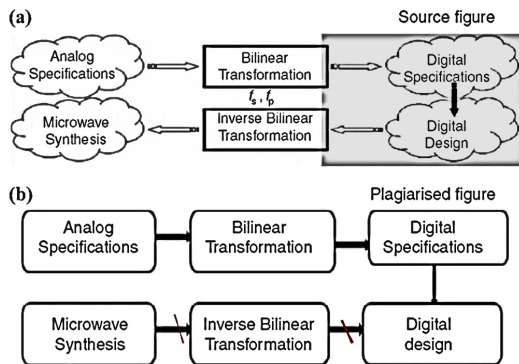 (a)
Source figure
Analog
Specifications
Bilinear
Transformation
Digital
Specifications
fs , fp
Microwave
Synthesis
Inverse Bilinear
Transformation
Digital
Design
(b)
Plagiarised figure
Analog
Specifications
Bilinear
Transformation
Digital
Specifications
Microwave
Synthesis
Inverse Bilinear
Transformation
Digital
design